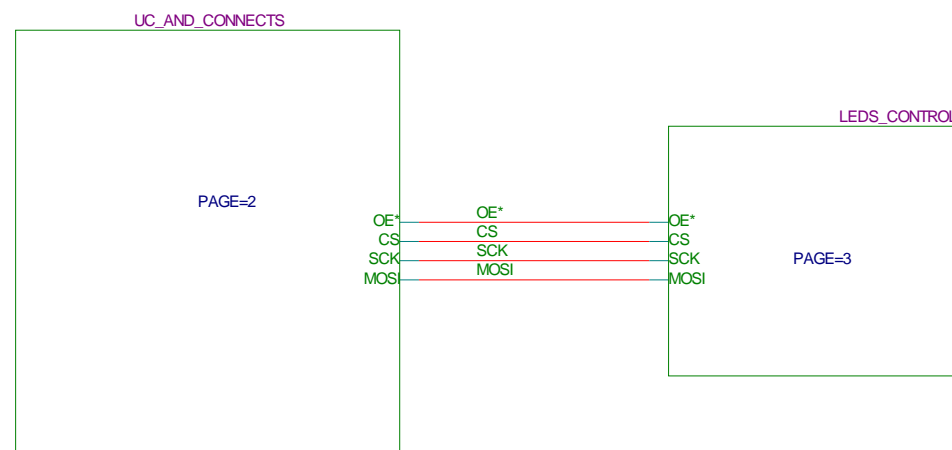 UC_AND_CONNECTS
LEDS_CONTROL
PAGE=2
OE* OE* OE*
CS CS CS
SCK SCK SCK
PAGE=3
MOSI MOSI MOSI